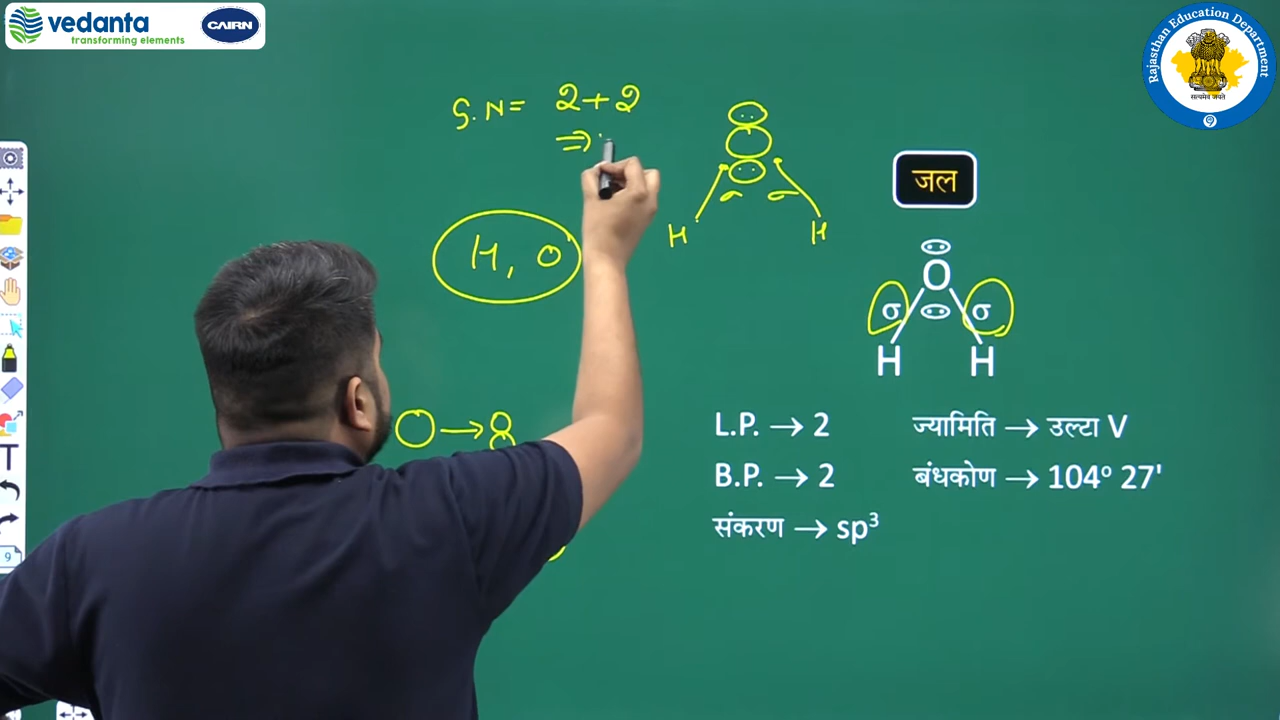 vedanta
transforming elements
CAIRN
Rajasthan Education Department
सत्यमेव जयते
S.N= 2+2
⇒
H, O
H H
O→8
जल
O
σ σ
H H
L.P. → 2
B.P. → 2
संकरण → sp³
ज्यामिति → उल्टा V
बंधकोण → 104° 27'
T
9